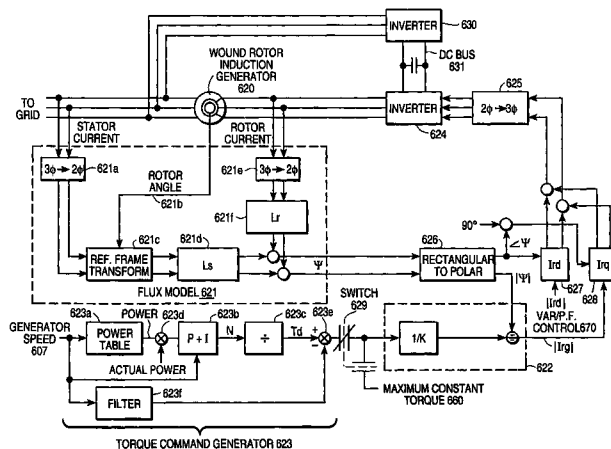 INVERTER
630
DC BUS
631
WOUND ROTOR
INDUCTION
GENERATOR
620
625
2ϕ→3ϕ
INVERTER
624
TO
GRID
STATOR
CURRENT
ROTOR
CURRENT
3ϕ→2ϕ
621a
621e
3ϕ→2ϕ
ROTOR
ANGLE
621b
621f
Lr
90°
621c
621d
REF. FRAME
TRANSFORM
Ls
Ψ
626
RECTANGULAR
TO POLAR
∠Ψ
|Ψ|
Ird
627
Irq
628
|Ird|
VAR/P.F.
CONTROL 670
|Irg|
FLUX MODEL 621
623a
POWER
623d
623b
623c
623e
SWITCH
629
GENERATOR
SPEED
607
POWER
TABLE
P+I
N
÷
Td
+
−
1/K
÷
622
ACTUAL POWER
FILTER
623f
MAXIMUM CONSTANT
TORQUE 660
TORQUE COMMAND GENERATOR 623